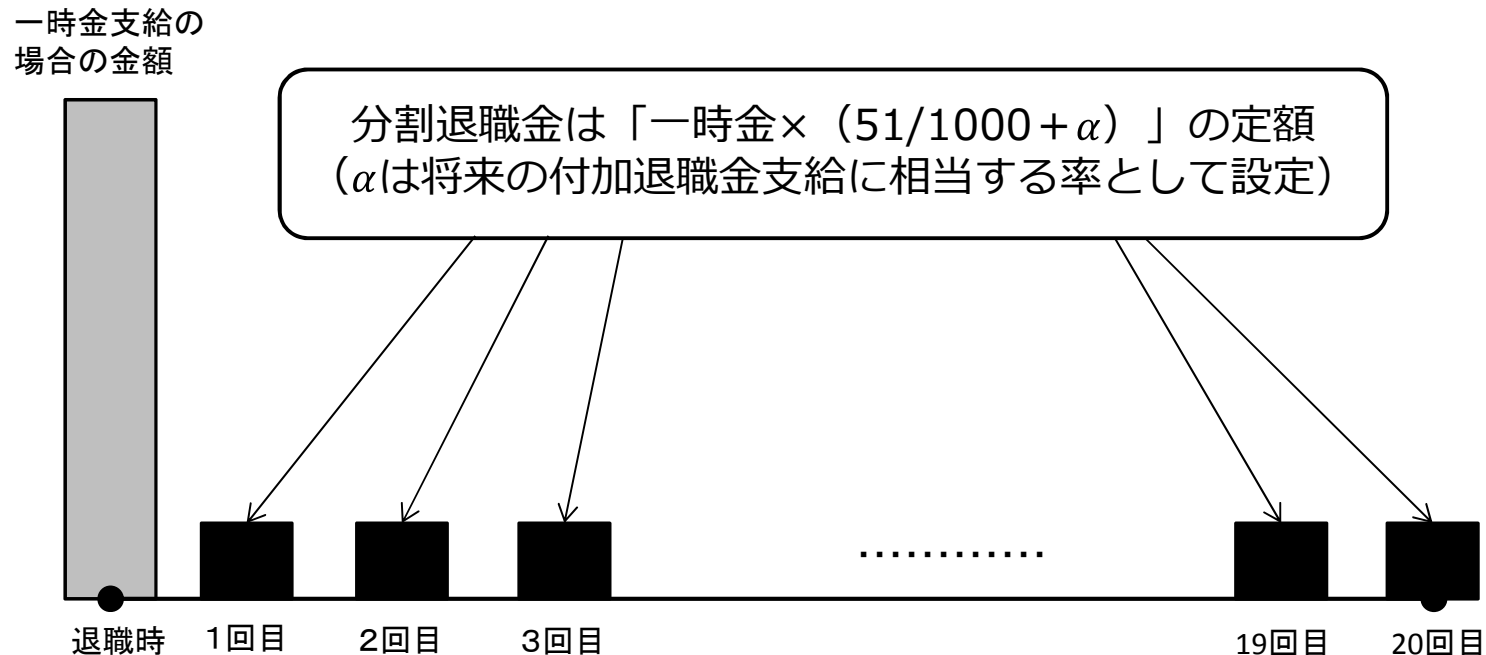 一時金支給の
場合の金額
分割退職金は「一時金×（51/1000＋α）」の定額
（αは将来の付加退職金支給に相当する率として設定）
…………
退職時
１回目
２回目
３回目
19回目
20回目